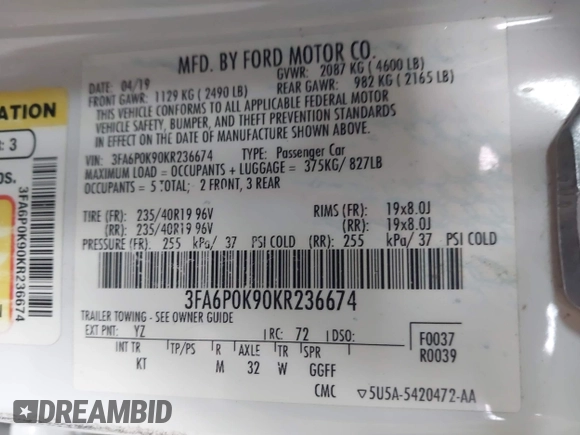 MFD. BY FORD MOTOR CO.
DATE: 04/19
GVWR: 2087 KG ( 4600 LB)
FRONT GAWR: 1129 KG ( 2490 LB)
REAR GAWR: 982 KG ( 2165 LB)
THIS VEHICLE CONFORMS TO ALL APPLICABLE FEDERAL MOTOR
VEHICLE SAFETY, BUMPER, AND THEFT PREVENTION STANDARDS
IN EFFECT ON THE DATE OF MANUFACTURE SHOWN ABOVE.
VIN: 3FA6P0K90KR236674 TYPE: Passenger Car
MAXIMUM LOAD = OCCUPANTS + LUGGAGE = 375KG/ 827LB
OCCUPANTS = 5 TOTAL; 2 FRONT, 3 REAR
TIRE (FR): 235/40R19 96V RIMS (FR): 19x8.0J
(RR): 235/40R19 96V (RR): 19x8.0J
PRESSURE (FR): 255 kPa/ 37 PSI COLD (RR): 255 kPa/ 37 PSI COLD
3FA6P0K90KR236674
TRAILER TOWING - SEE OWNER GUIDE
EXT PNT: YZ RC: 72 DSO:
F0037
R0039
INT TR TP/PS R AXLE TR SPR
KT M 32 W GGFF
CMC ▽5U5A-5420472-AA
ATION
: 3
OS.
3FA6P0K90KR236674
DREAMBID